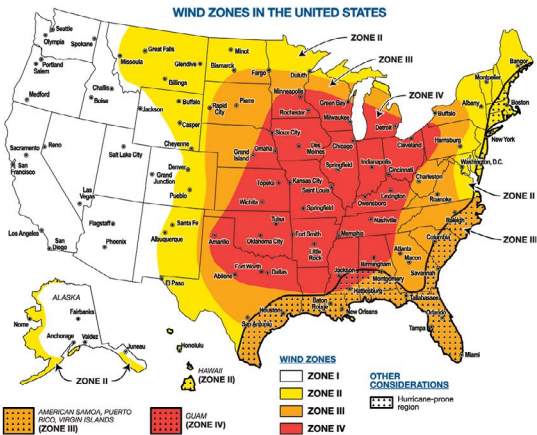 WIND ZONES IN THE UNITED STATES
Seattle
Olympia
Spokane
Portland
Salem
Medford
Missoula
Great Falls
Glendive
Billings
Minot
Bismarck
Fargo
Duluth
ZONE II
ZONE III
ZONE IV
Bangor
Montpelier
Boston
Albany
Buffalo
New York
Harrisburg
Washington, D.C.
Challis
Boise
Jackson
Buffalo
Casper
Cheyenne
Rapid
City
Pierre
Minneapolis
Rochester
Green Bay
Milwaukee
Detroit
Cleveland
Sioux City
Des
Moines
Chicago
Omaha
Grand
Island
Sacramento
San
Francisco
Reno
Salt Lake City
Las
Vegas
Los Angeles
San
Diego
Flagstaff
Phoenix
Denver
Grand
Junction
Pueblo
Santa Fe
Albuquerque
El Paso
Topeka
Kansas City
Saint Louis
Springfield
Indianapolis
Cincinnati
Charleston
Roanoke
ZONE II
Lexington
Owensboro
Raleigh
ZONE III
Wichita
Springfield
Nashville
Tulsa
Amarillo
Oklahoma City
Fort Smith
Little
Rock
Memphis
Columbia
Atlanta
Macon
Savannah
Birmingham
Montgomery
Jackson
Hattiesburg
Tallahassee
Fort Worth
Dallas
Abilene
Houston
San Antonio
Baton
Rouge
New Orleans
Orlando
Tampa
Miami
ALASKA
Fairbanks
Nome
Anchorage
Valdez
Juneau
ZONE II
Honolulu
HAWAII
(ZONE II)
WIND ZONES
ZONE I
ZONE II
ZONE III
ZONE IV
OTHER
CONSIDERATIONS
Hurricane-prone
region
AMERICAN SAMOA, PUERTO
RICO, VIRGIN ISLANDS
(ZONE III)
GUAM
(ZONE IV)